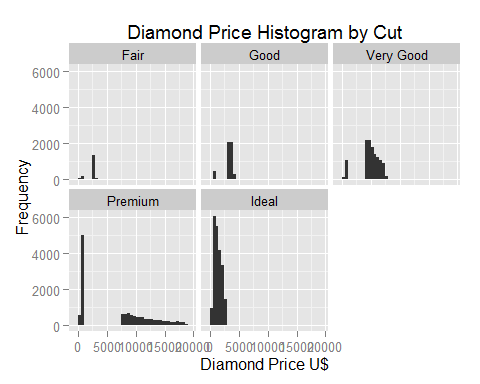 Diamond Price Histogram by Cut
Fair Good Very Good
6000
4000
2000
0
Premium Ideal
6000
4000
2000
0
Frequency
0 5000 10000 15000 20000 0 5000 10000 15000 20000
Diamond Price U$